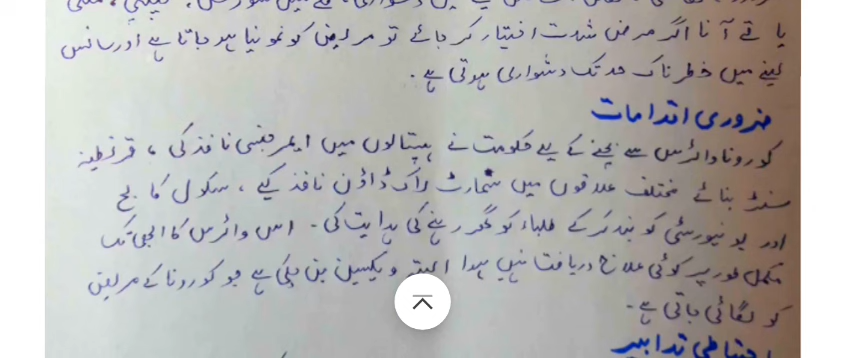 یا قے آنا اگر مرض شدت اختیار کر جائے تو مریض کو نمونیا ہو جاتا ہے اور سانس
لینے میں خطرناک حد تک دشواری ہوتی ہے۔
ضروری اقدامات
کورونا وائرس سے بچنے کے لیے حکومت نے ہسپتالوں میں ایمرجنسی نافذ کی ، قرنطینہ
سنٹر بنائے مختلف علاقوں میں سمارٹ لاک ڈاؤن نافذ کیے ، سکول کالج
اور یونیورسٹی کو بند کر کے طلباء کو گھر رہنے کی ہدایت کی۔ اس وائرس کا ابھی تک
مکمل طور پر کوئی علاج دریافت نہیں ہوا البتہ ویکسین بن چکی ہے جو کورونا کے مریض
کو لگائی جاتی ہے۔
احتیاطی تدابیر